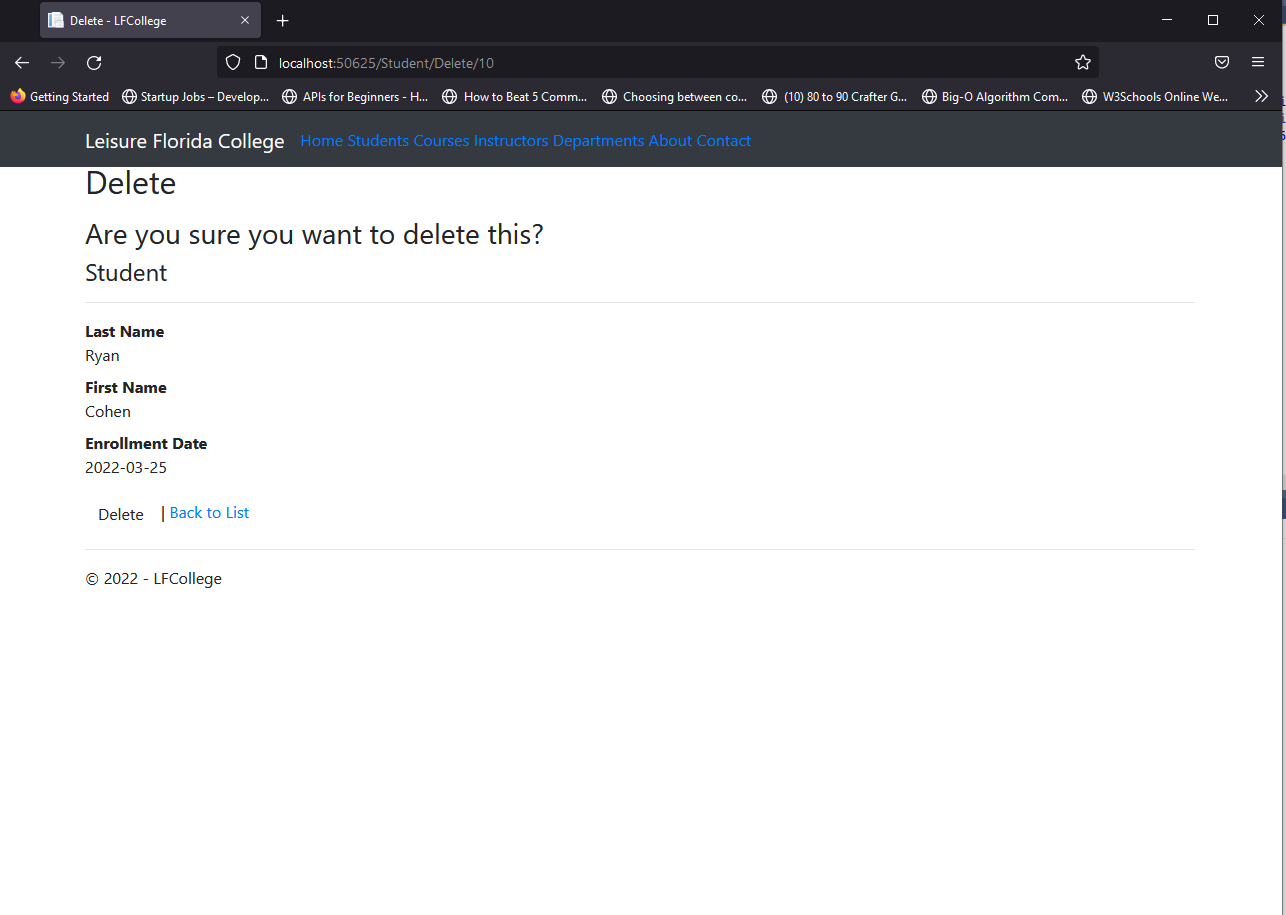 Delete - LFCollege
localhost:50625/Student/Delete/10
Getting Started Startup Jobs – Develop... APIs for Beginners - H... How to Beat 5 Comm... Choosing between co... (10) 80 to 90 Crafter G... Big-O Algorithm Com... W3Schools Online We...
Leisure Florida College Home Students Courses Instructors Departments About Contact
Delete
Are you sure you want to delete this?
Student
Last Name
Ryan
First Name
Cohen
Enrollment Date
2022-03-25
Delete | Back to List
© 2022 - LFCollege